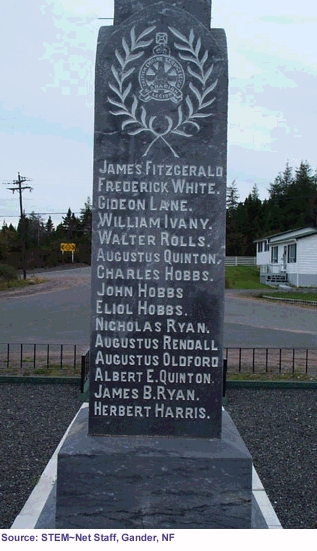 LEGION
JAMES FITZGERALD
FREDERICK WHITE.
GIDEON LANE.
WILLIAM IVANY.
WALTER ROLLS.
AUGUSTUS QUINTON,
CHARLES HOBBS.
JOHN HOBBS
ELIOL HOBBS.
NICHOLAS RYAN.
AUGUSTUS RENDALL
AUGUSTUS OLDFORD
ALBERT E. QUINTON.
JAMES B. RYAN.
HERBERT HARRIS.
Source: STEM~Net Staff, Gander, NF